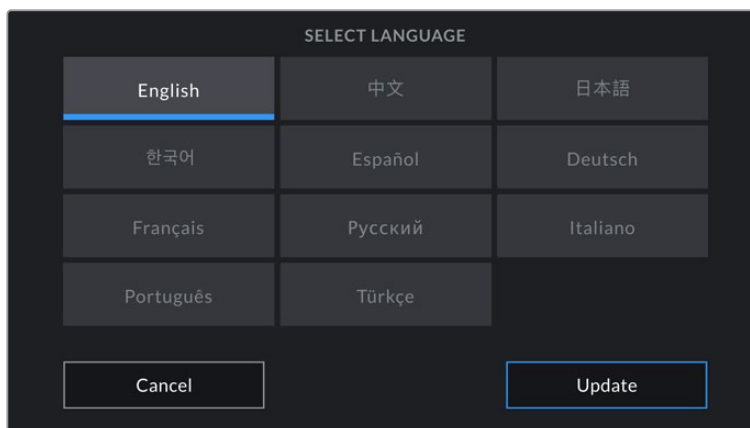 SELECT LANGUAGE
English 中文 日本語
한국어 Español Deutsch
Français Русский Italiano
Português Türkçe
Cancel Update